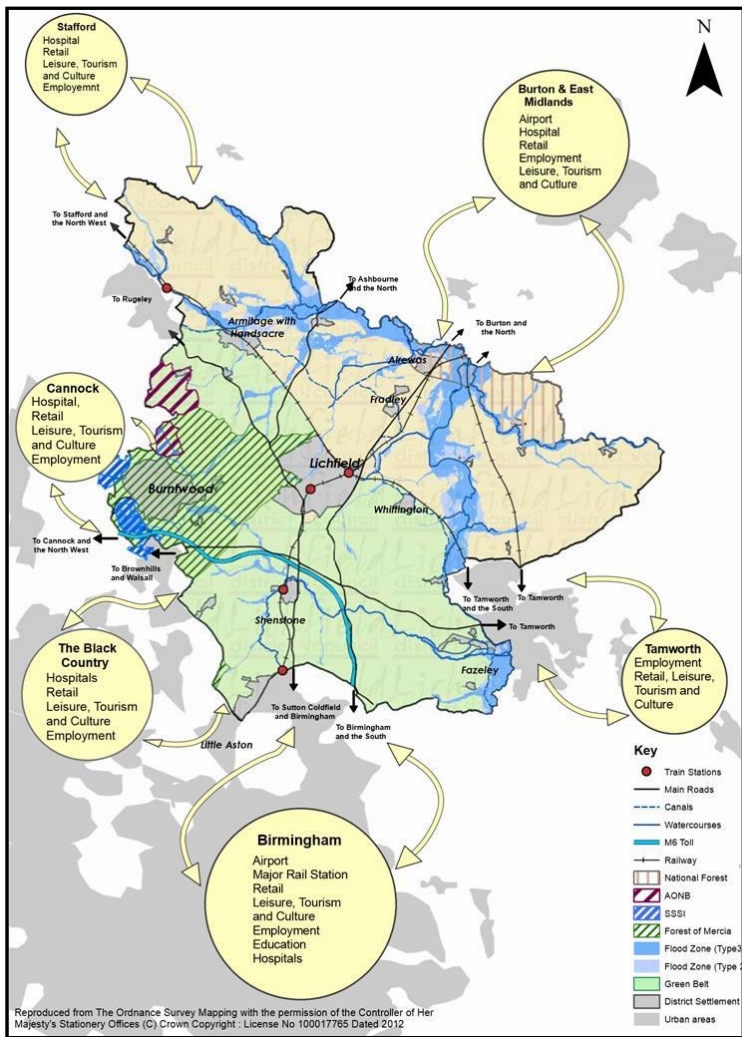 Stafford
Hospital
Retail
Leisure, Tourism
and Culture
Employemnt
N
Burton & East
Midlands
Airport
Hospital
Retail
Employment
Leisure, Tourism
and Cutlure
To Stafford and
the North West
To Rugeley
To Ashbourne
and the North
Armitage with
Handsacre
To Burton and
the North
Alrewas
Fradley
Cannock
Hospital,
Retail
Leisure, Tourism
and Culture
Employment
Lichfield
Burntwood
Whittington
To Cannock and
the North West
To Brownhills
and Walsall
To Tamworth
and the South
To Tamworth
To Tamworth
Shenstone
Fazeley
The Black
Country
Hospitals
Retail
Leisure, Tourism
and Culture
Employment
Tamworth
Employment
Retail, Leisure,
Tourism and
Culture
To Sutton Coldfield
and Birmingham
To Birmingham
and the South
Little Aston
Birmingham
Airport
Major Rail Station
Retail
Leisure, Tourism
and Culture
Employment
Education
Hospitals
Key
Train Stations
Main Roads
Canals
Watercourses
M6 Toll
Railway
National Forest
AONB
SSSI
Forest of Mercia
Flood Zone (Type3
Flood Zone (Type 2
Green Belt
District Settlement
Urban areas
Reproduced from The Ordnance Survey Mapping with the permission of the Controller of Her
Majesty's Stationery Offices (C) Crown Copyright : License No 100017765 Dated 2012